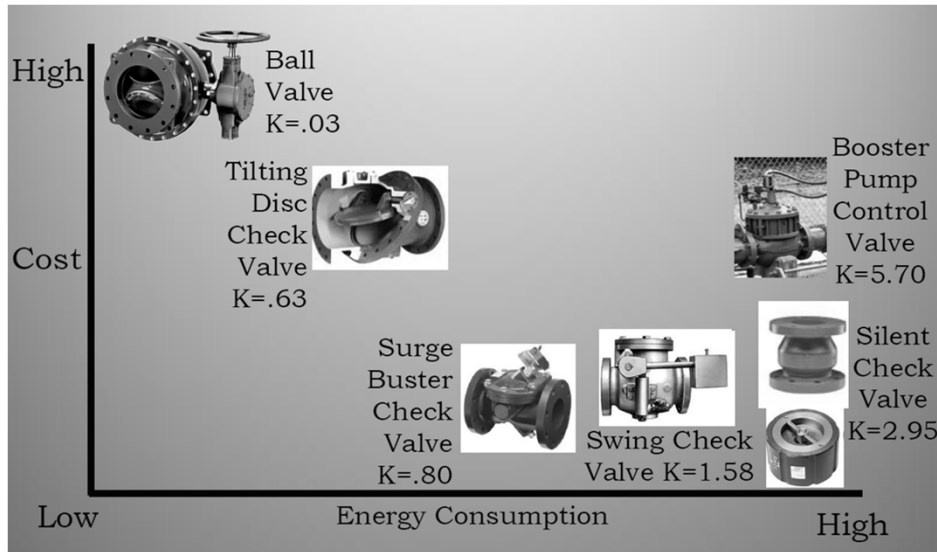 High
Ball
Valve
K=.03
Tilting
Disc
Check
Valve
K=.63
Booster
Pump
Control
Valve
K=5.70
Cost
Surge
Buster
Check
Valve
K=.80
Swing Check
Valve K=1.58
Silent
Check
Valve
K=2.95
Low
Energy Consumption
High